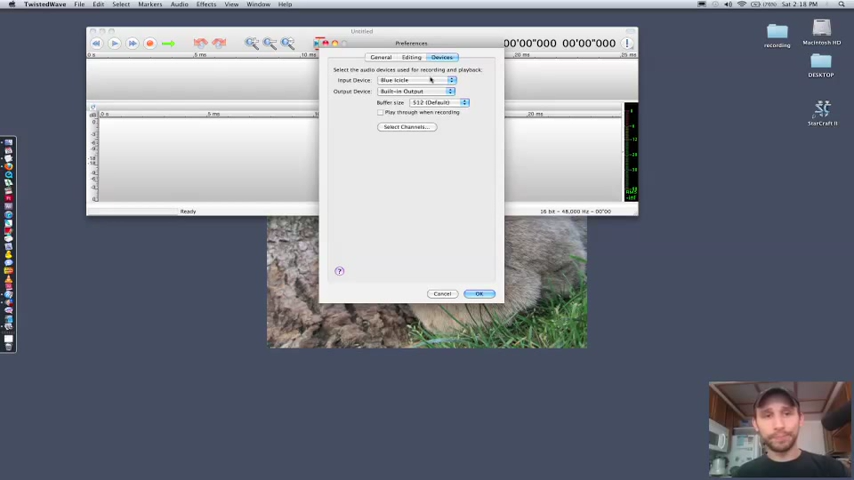 TwistedWave File Edit Select Markers Audio Effects View Window Help
Sat 2:18 PM
Untitled
Preferences
00'00"000 00'00"000
General Editing Devices
Select the audio devices used for recording and playback.
Input Device: Blue Icicle
Output Device: Built-in Output
Buffer size 512 (Default)
Play through when recording
Select Channels...
Cancel OK
Ready
16 bit - 48,000 Hz - 00'00
recording
Macintosh HD
DESKTOP
StarCraft II